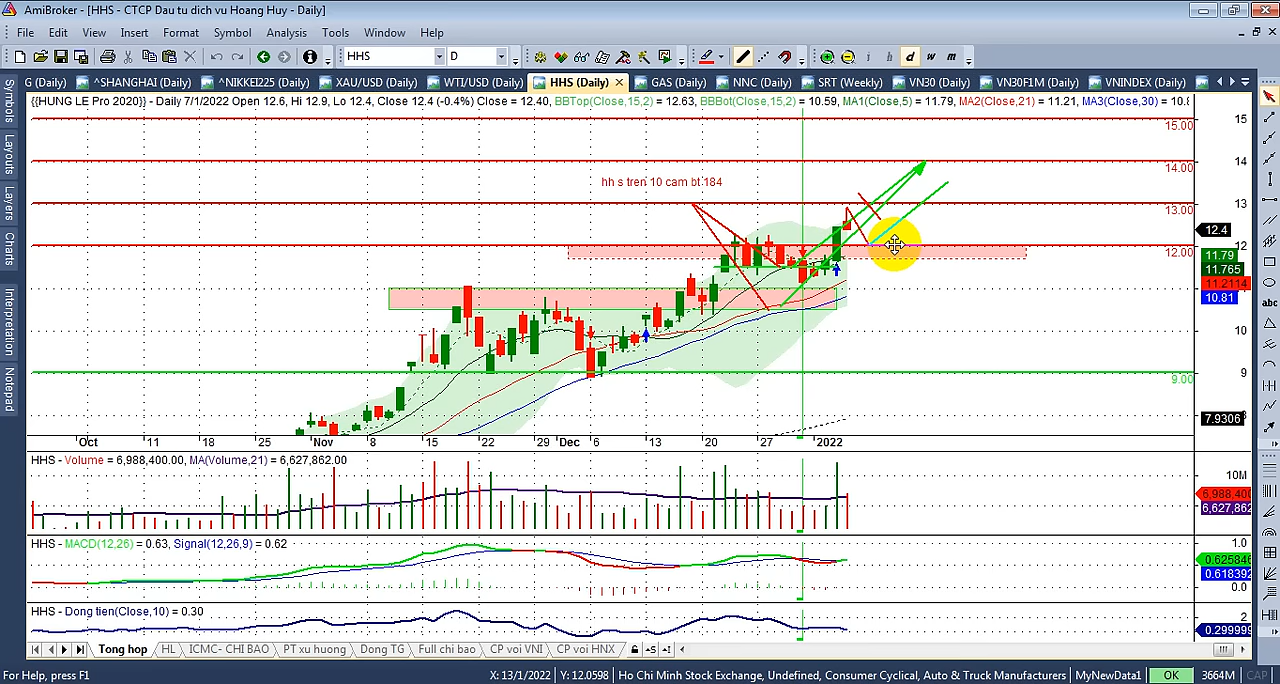 AmiBroker - [HHS - CTCP Dau tu dich vu Hoang Huy - Daily]
File Edit View Insert Format Symbol Analysis Tools Window Help
HHS D i h d w m
G (Daily) ^SHANGHAI (Daily) ^NIKKEI225 (Daily) XAU/USD (Daily) WTI/USD (Daily) HHS (Daily) GAS (Daily) NNC (Daily) SRT (Weekly) VN30 (Daily) VN30F1M (Daily) VNINDEX (Daily)
Symbols
Layouts
Layers
Charts
Interpretation
Notepad
{{HUNG LE Pro 2020}} - Daily 7/1/2022 Open 12.6, Hi 12.9, Lo 12.4, Close 12.4 (-0.4%) Close = 12.40, BBTop(Close,15,2) = 12.63, BBBot(Close,15,2) = 10.59, MA1(Close,5) = 11.79, MA2(Close,21) = 11.21, MA3(Close,30) = 10.8
15.00 15
14.00 14
hh s tren 10 cam bt 184
13.00 13
12.4
12.00 12
11.79
11.765
11.2114
10.81
10
9.00 9
7.9306 8
Oct 11 18 25 Nov 8 15 22 29 Dec 6 13 20 27 2022
HHS - Volume = 6,988,400.00, MA(Volume,21) = 6,627,862.00
10M
6,988,400
6,627,862
HHS - MACD(12,26) = 0.63, Signal(12,26,9) = 0.62
1.0
0.625846
0.618392
0.0
HHS - Dong tien(Close,10) = 0.30
2
0.299999
Tong hop HL ICMC- CHI BAO PT xu huong Dong TG Full chi bao CP voi VNI CP voi HNX
For Help, press F1 X: 13/1/2022 Y: 12.0598 Ho Chi Minh Stock Exchange, Undefined, Consumer Cyclical, Auto & Truck Manufacturers MyNewData1 OK 3664M CAP
abc